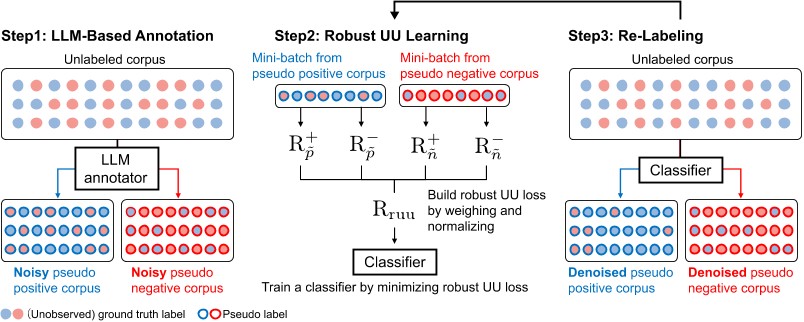 Step1: LLM-Based Annotation
Unlabeled corpus
LLM
annotator
Noisy pseudo
positive corpus
Noisy pseudo
negative corpus
(Unobserved) ground truth label
Pseudo label
Step2: Robust UU Learning
Mini-batch from
pseudo positive corpus
Mini-batch from
pseudo negative corpus
R⁺p̃ R⁻p̃ R⁺ñ R⁻ñ
Rruu
Build robust UU loss
by weighing and
normalizing
Classifier
Train a classifier by minimizing robust UU loss
Step3: Re-Labeling
Unlabeled corpus
Classifier
Denoised pseudo
positive corpus
Denoised pseudo
negative corpus